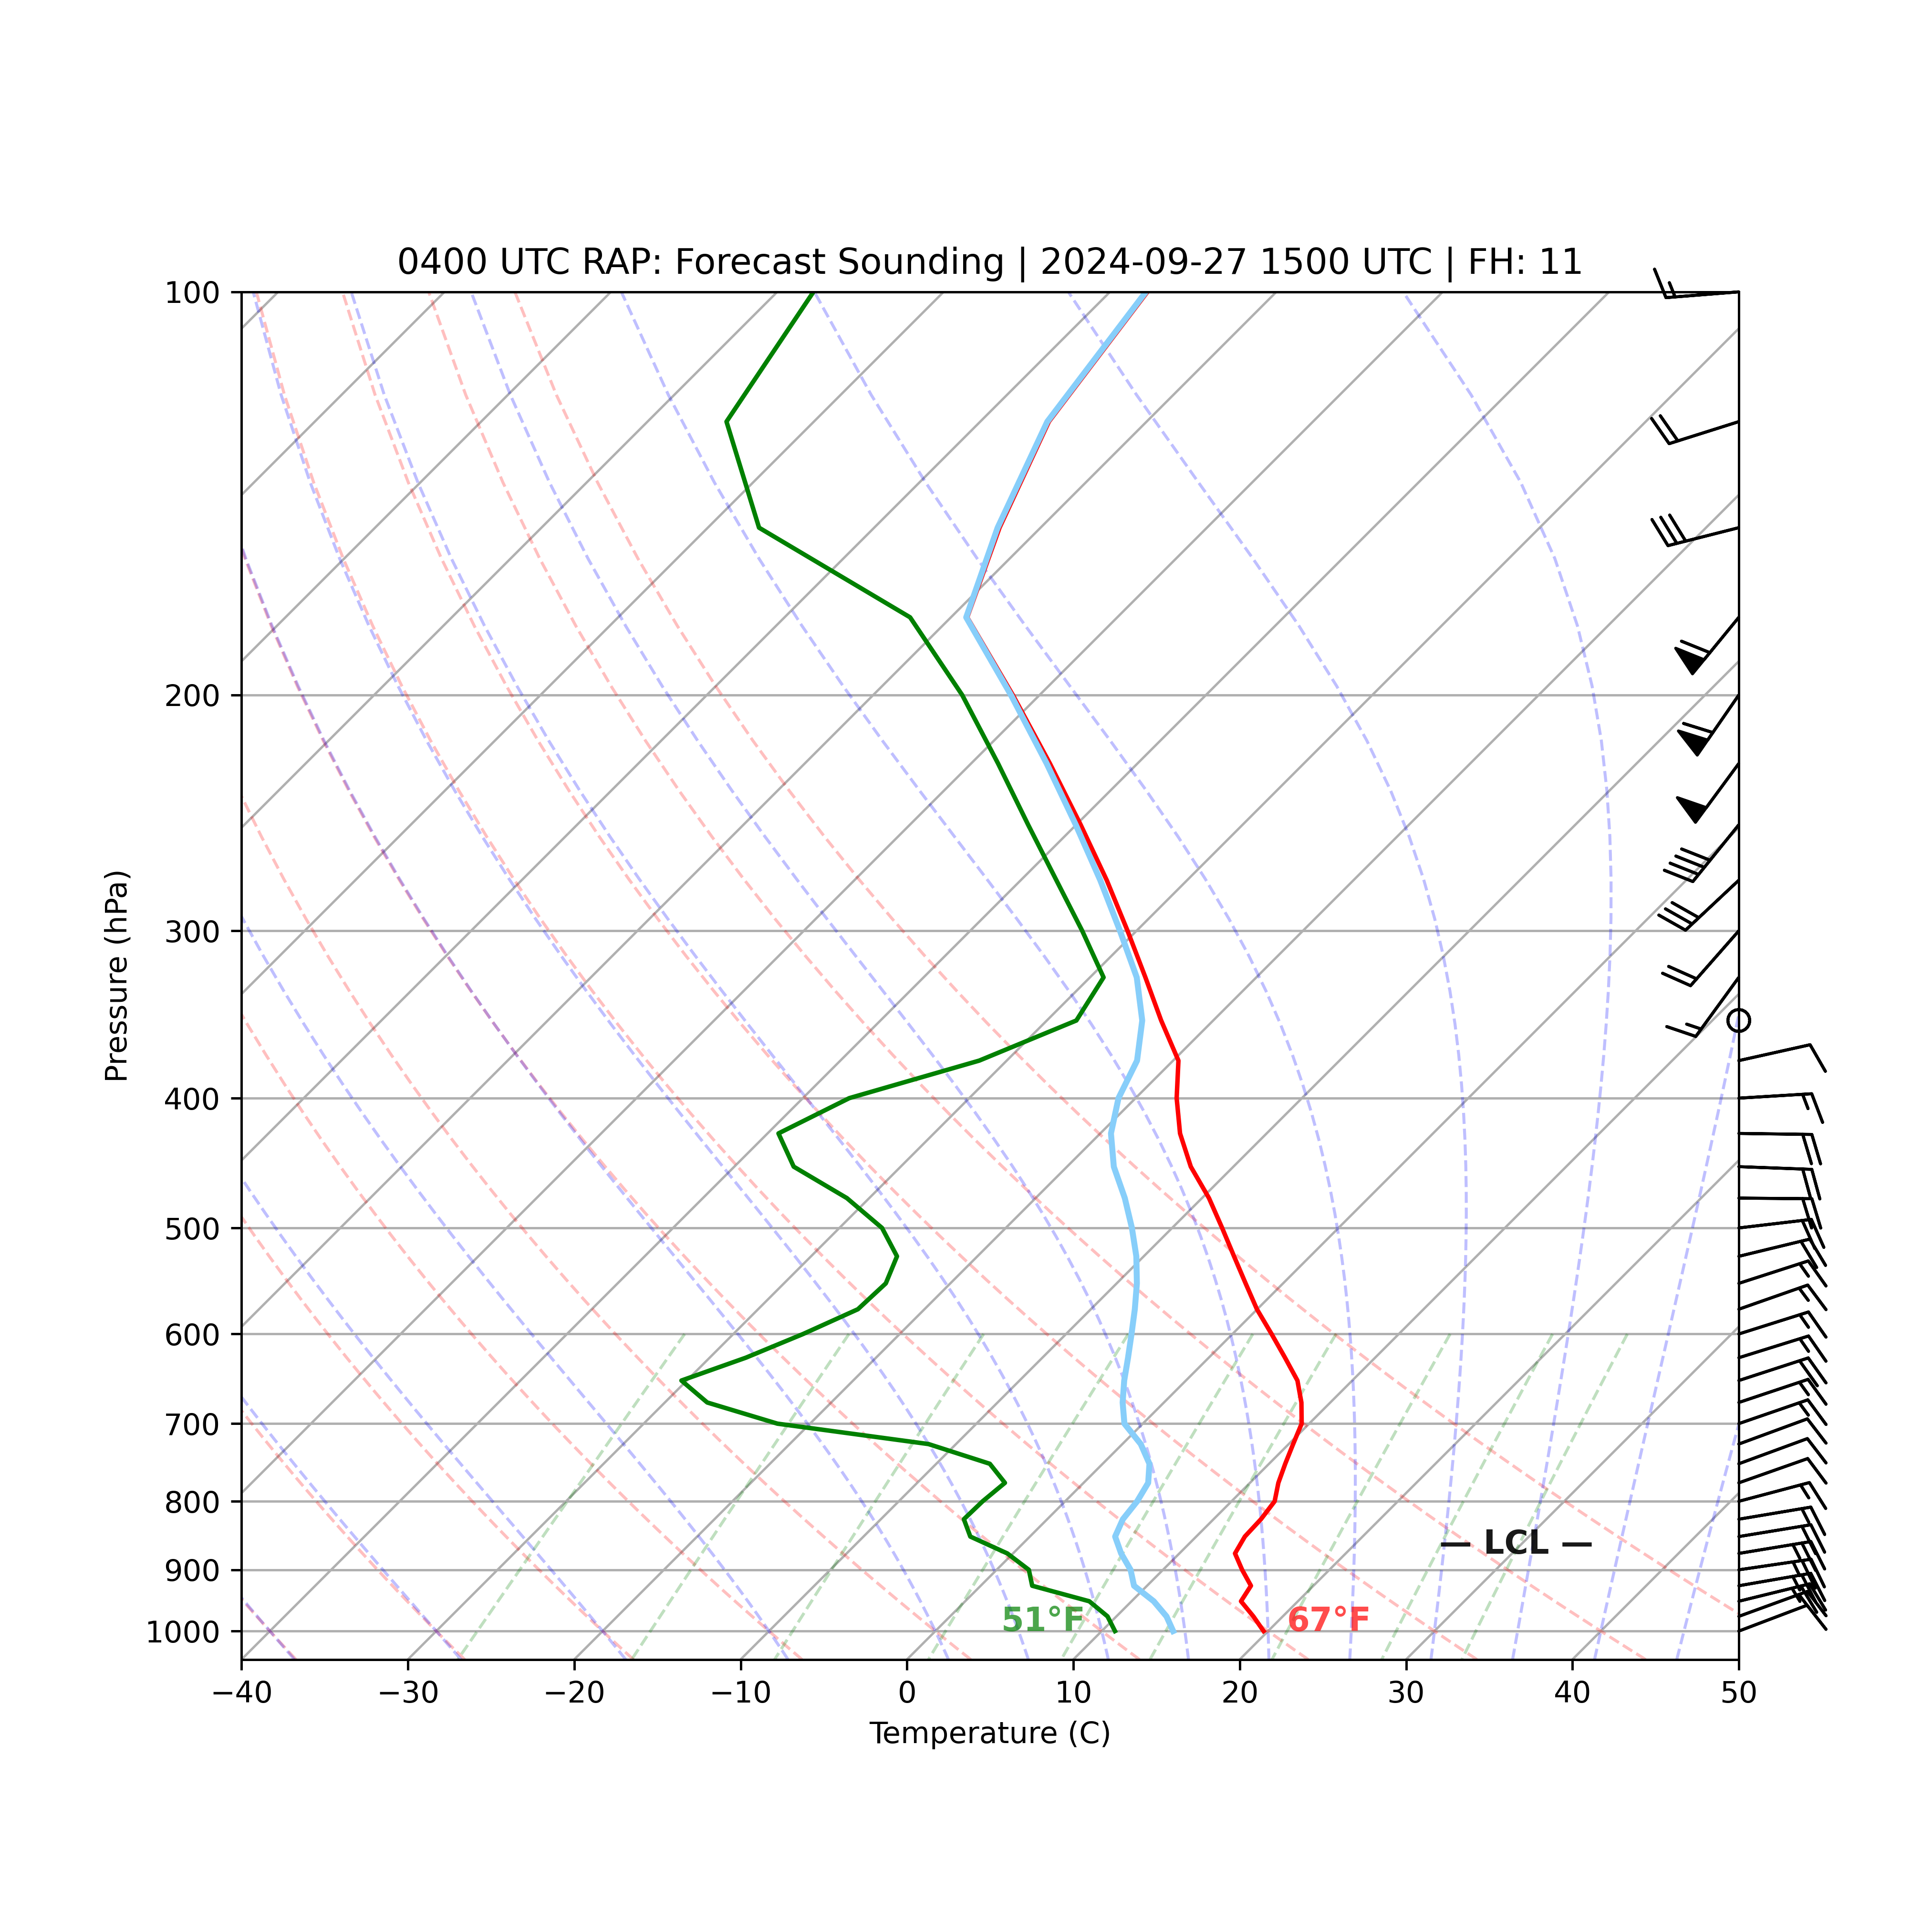 0400 UTC RAP: Forecast Sounding | 2024-09-27 1500 UTC | FH: 11
100
200
300
400
500
600
700
800
900
1000
Pressure (hPa)
— LCL —
51°F
67°F
−40 −30 −20 −10 0 10 20 30 40 50
Temperature (C)